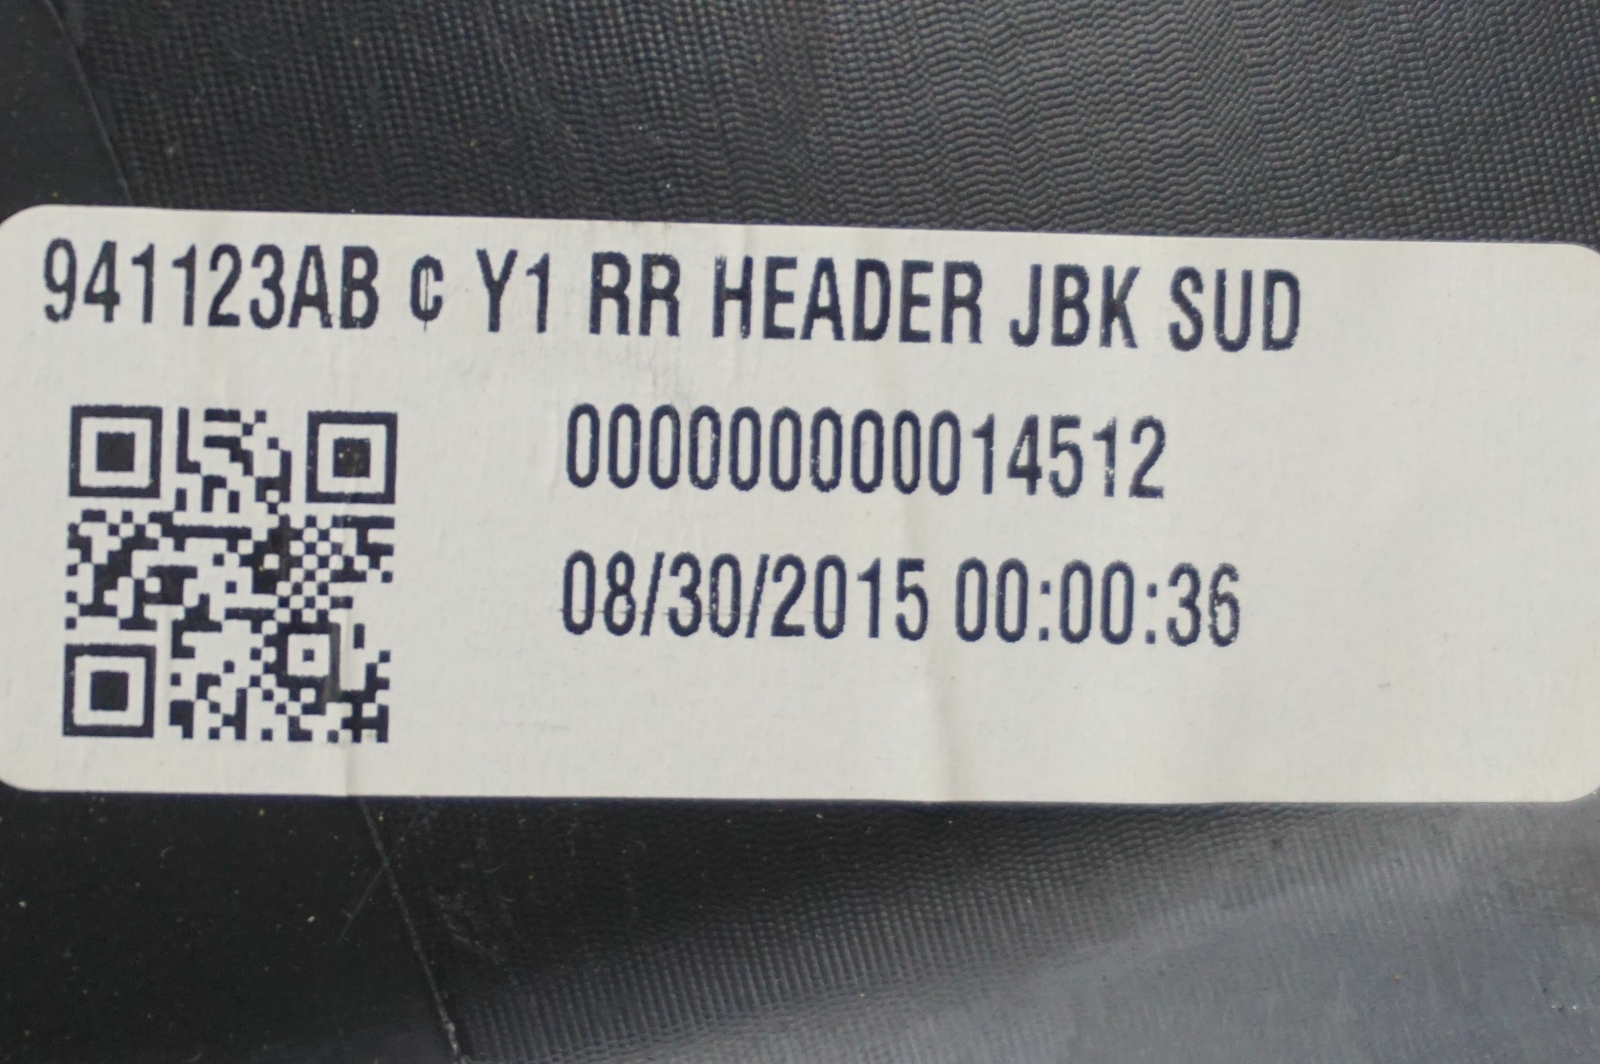 941123AB ¢ Y1 RR HEADER JBK SUD
000000000014512
08/30/2015 00:00:36